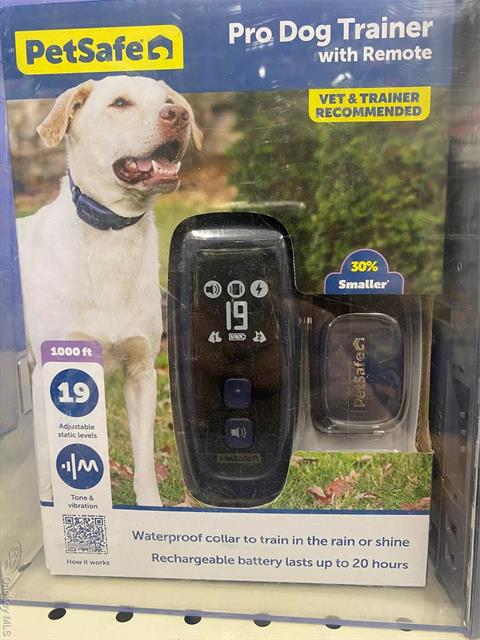 PetSafe
Pro Dog Trainer
with Remote
VET & TRAINER
RECOMMENDED
30%
Smaller*
19
1 2
PetSafe
PetSafe
1000 ft
19
Adjustable
static levels
Tone &
vibration
How it works
Waterproof collar to train in the rain or shine
Rechargeable battery lasts up to 20 hours